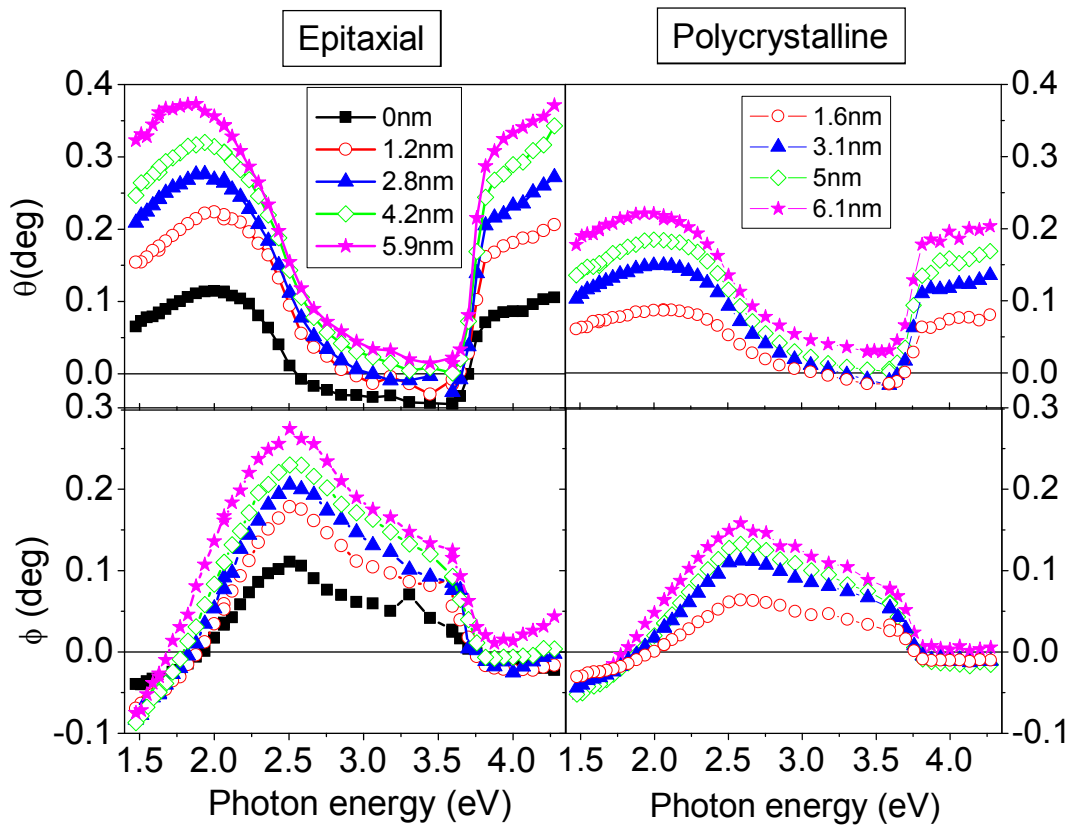 Epitaxial
Polycrystalline
0.4
0.3
0.2
0.1
0.0
θ(deg)
0nm
1.2nm
2.8nm
4.2nm
5.9nm
1.6nm
3.1nm
5nm
6.1nm
0.4
0.3
0.2
0.1
0.0
0.3
0.2
0.1
0.0
-0.1
ϕ (deg)
0.3
0.2
0.1
0.0
-0.1
1.5 2.0 2.5 3.0 3.5 4.0
1.5 2.0 2.5 3.0 3.5 4.0
Photon energy (eV)
Photon energy (eV)